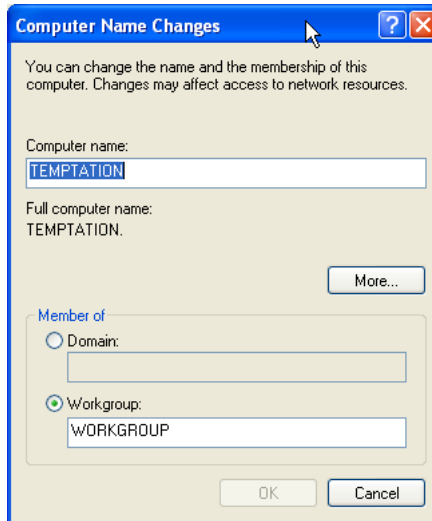 Computer Name Changes
You can change the name and the membership of this
computer. Changes may affect access to network resources.
Computer name:
TEMPTATION
Full computer name:
TEMPTATION.
More...
Member of
Domain:
Workgroup:
WORKGROUP
OK
Cancel